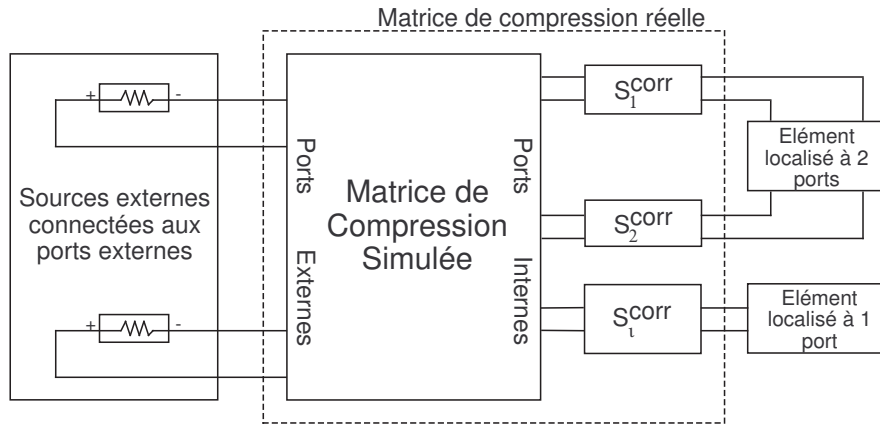 Matrice de compression réelle
+ -
Sources externes
connectées aux
ports externes
+ -
Ports
Externes
Matrice de
Compression
Simulée
Ports
Internes
S1corr
S2corr
Sιcorr
Elément
localisé à 2
ports
Elément
localisé à 1
port